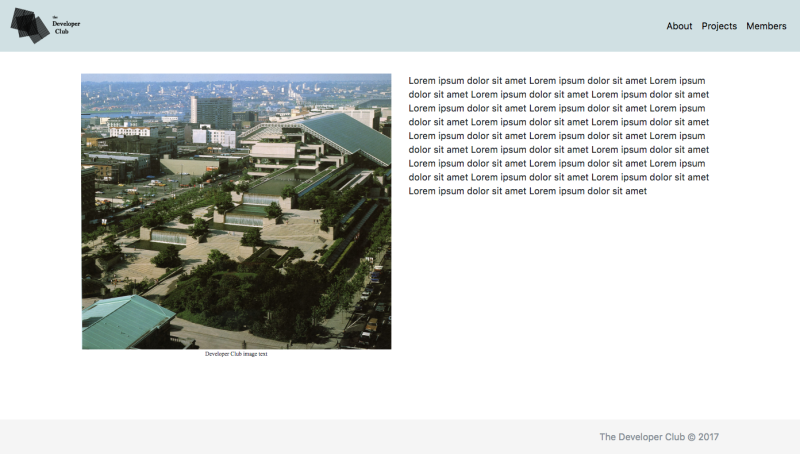 The
Developer
Club
About Projects Members
Lorem ipsum dolor sit amet Lorem ipsum dolor sit amet Lorem ipsum
dolor sit amet Lorem ipsum dolor sit amet Lorem ipsum dolor sit amet
Lorem ipsum dolor sit amet Lorem ipsum dolor sit amet Lorem ipsum
dolor sit amet Lorem ipsum dolor sit amet Lorem ipsum dolor sit amet
Lorem ipsum dolor sit amet Lorem ipsum dolor sit amet Lorem ipsum
dolor sit amet Lorem ipsum dolor sit amet Lorem ipsum dolor sit amet
Lorem ipsum dolor sit amet Lorem ipsum dolor sit amet Lorem ipsum
dolor sit amet Lorem ipsum dolor sit amet Lorem ipsum dolor sit amet
Lorem ipsum dolor sit amet Lorem ipsum dolor sit amet
Developer Club image text
The Developer Club © 2017